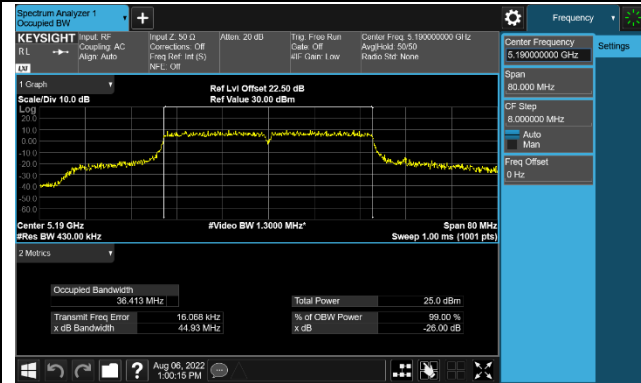 Spectrum Analyzer 1
Occupied BW
Frequency
KEYSIGHT
RL
Input: RF
Coupling: AC
Align: Auto
Input Z: 50 Ω
Corrections: Off
Freq Ref: Int (S)
NFE: Off
Atten: 20 dB
Trig: Free Run
Gate: Off
#IF Gain: Low
Center Freq: 5.190000000 GHz
Avg|Hold: 50/50
Radio Std: None
Center Frequency
5.190000000 GHz
Settings
Span
80.000 MHz
CF Step
8.000000 MHz
Auto
Man
Freq Offset
0 Hz
1 Graph
Scale/Div 10.0 dB
Ref Lvl Offset 22.50 dB
Ref Value 30.00 dBm
Log
20.0
10.0
0.00
-10.0
-20.0
-30.0
-40.0
-50.0
-60.0
Center 5.19 GHz
#Video BW 1.3000 MHz*
Span 80 MHz
#Res BW 430.00 kHz
Sweep 1.00 ms (1001 pts)
2 Metrics
Occupied Bandwidth
36.413 MHz
Total Power 25.0 dBm
Transmit Freq Error 16.068 kHz
% of OBW Power 99.00 %
x dB Bandwidth 44.93 MHz
x dB -26.00 dB
?
Aug 06, 2022
1:00:15 PM